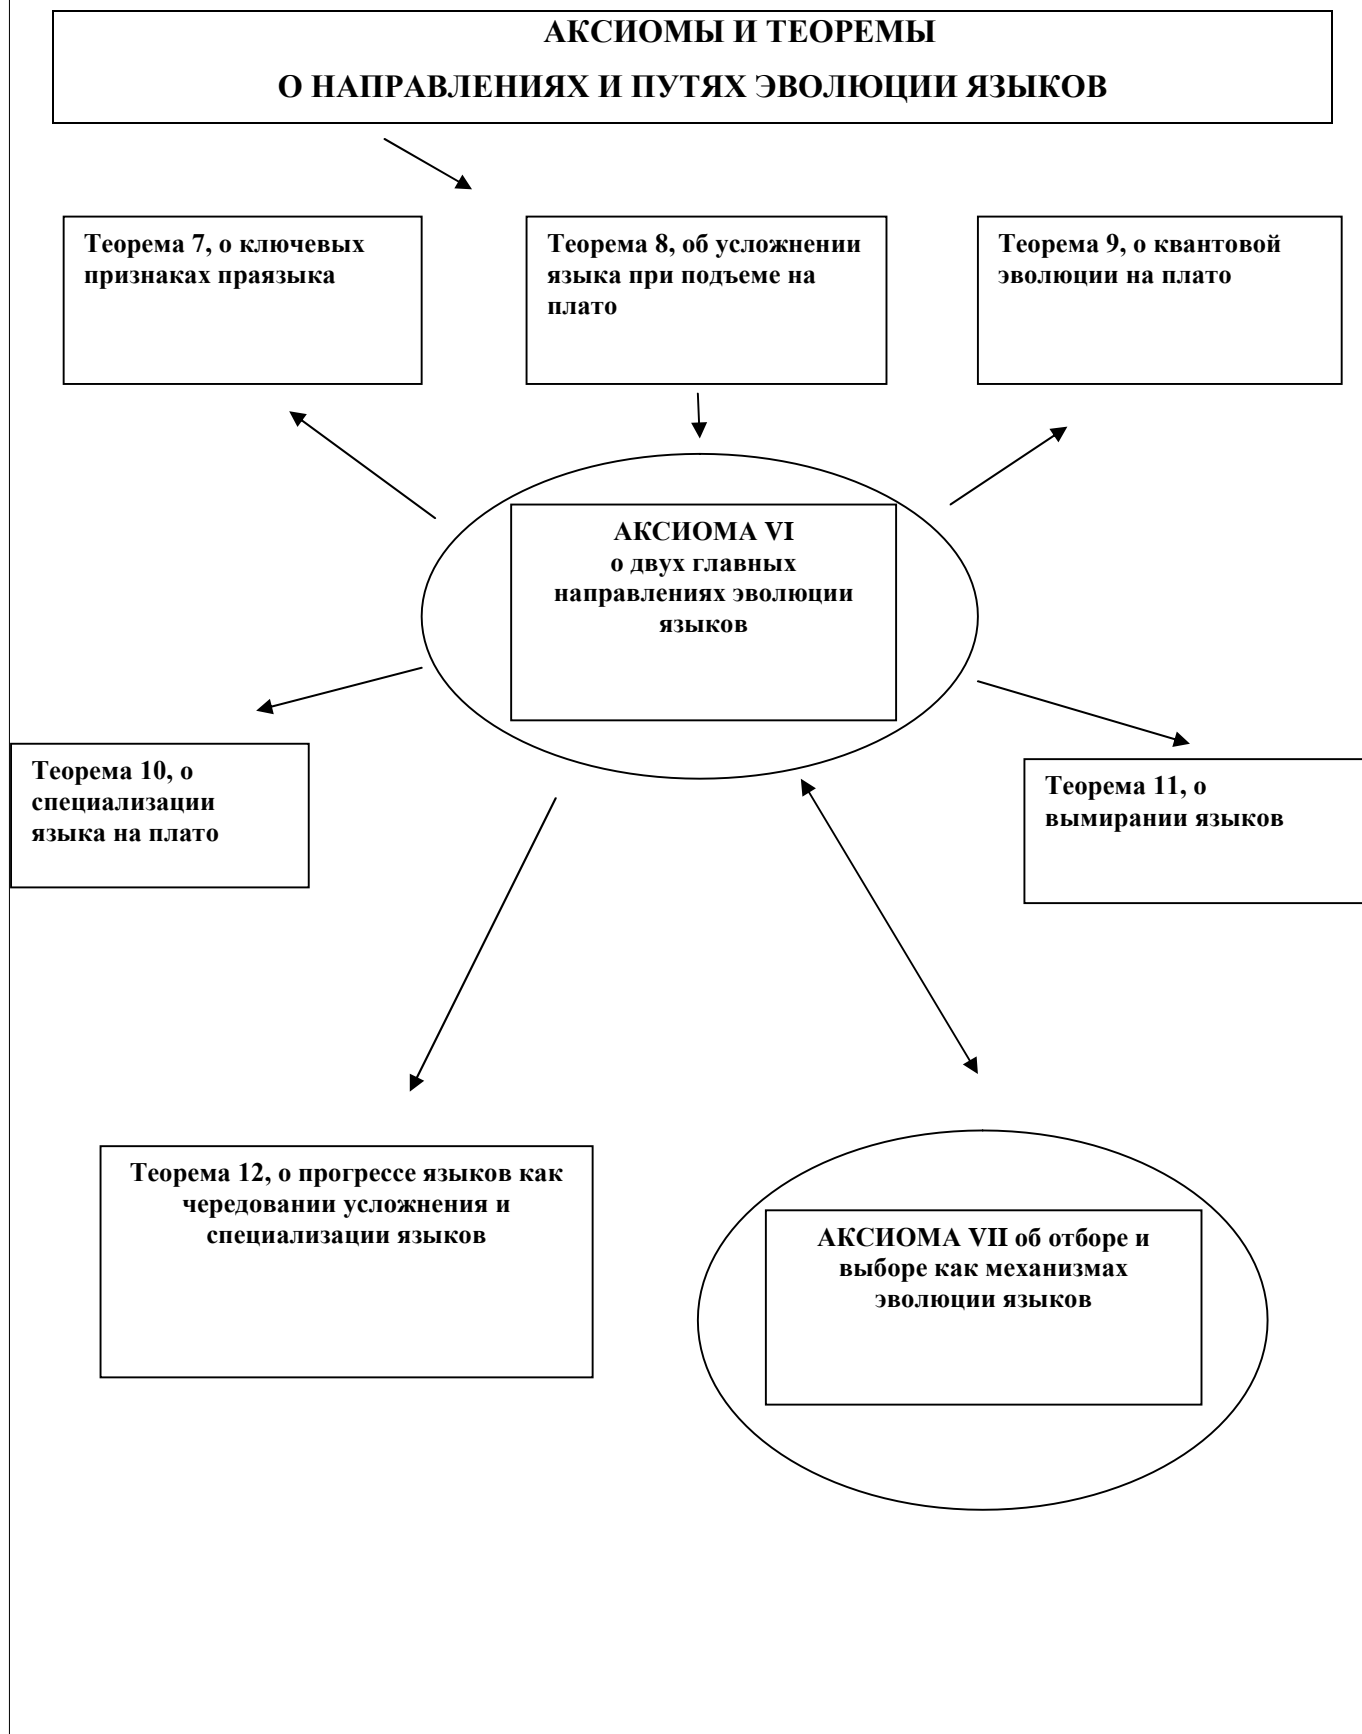 АКСИОМЫ И ТЕОРЕМЫ
О НАПРАВЛЕНИЯХ И ПУТЯХ ЭВОЛЮЦИИ ЯЗЫКОВ
Теорема 7, о ключевых
признаках праязыка
Теорема 8, об усложнении
языка при подъеме на
плато
Теорема 9, о квантовой
эволюции на плато
АКСИОМА VI
о двух главных
направлениях эволюции
языков
Теорема 10, о
специализации
языка на плато
Теорема 11, о
вымирании языков
Теорема 12, о прогрессе языков как
чередовании усложнения и
специализации языков
АКСИОМА VII об отборе и
выборе как механизмах
эволюции языков